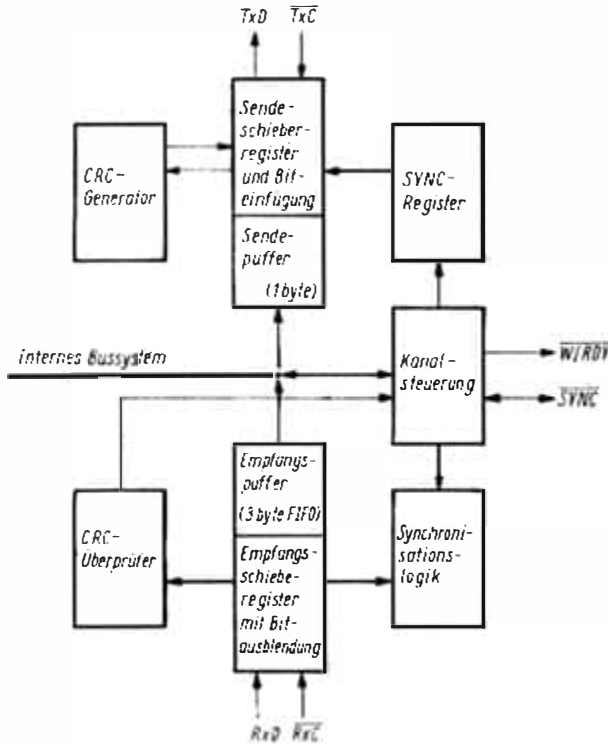 TxD
TxC
Sende-
schieber-
register
und Bit-
einfügung
CRC-
Generator
SYNC-
Register
Sende-
puffer
(1 byte)
internes Bussystem
Kanal-
steuerung
W/RDY
SYNC
Empfangs-
puffer
(3 byte FIFO)
CRC-
Überprüfer
Empfangs-
schiebe-
register
mit Bit-
ausblendung
Synchroni-
sations-
logik
RxD
RxC